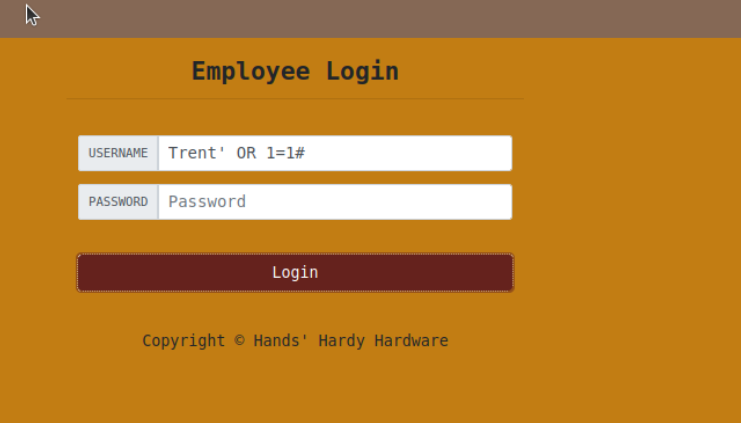 Employee Login
USERNAME Trent' OR 1=1#
PASSWORD Password
Login
Copyright © Hands' Hardy Hardware